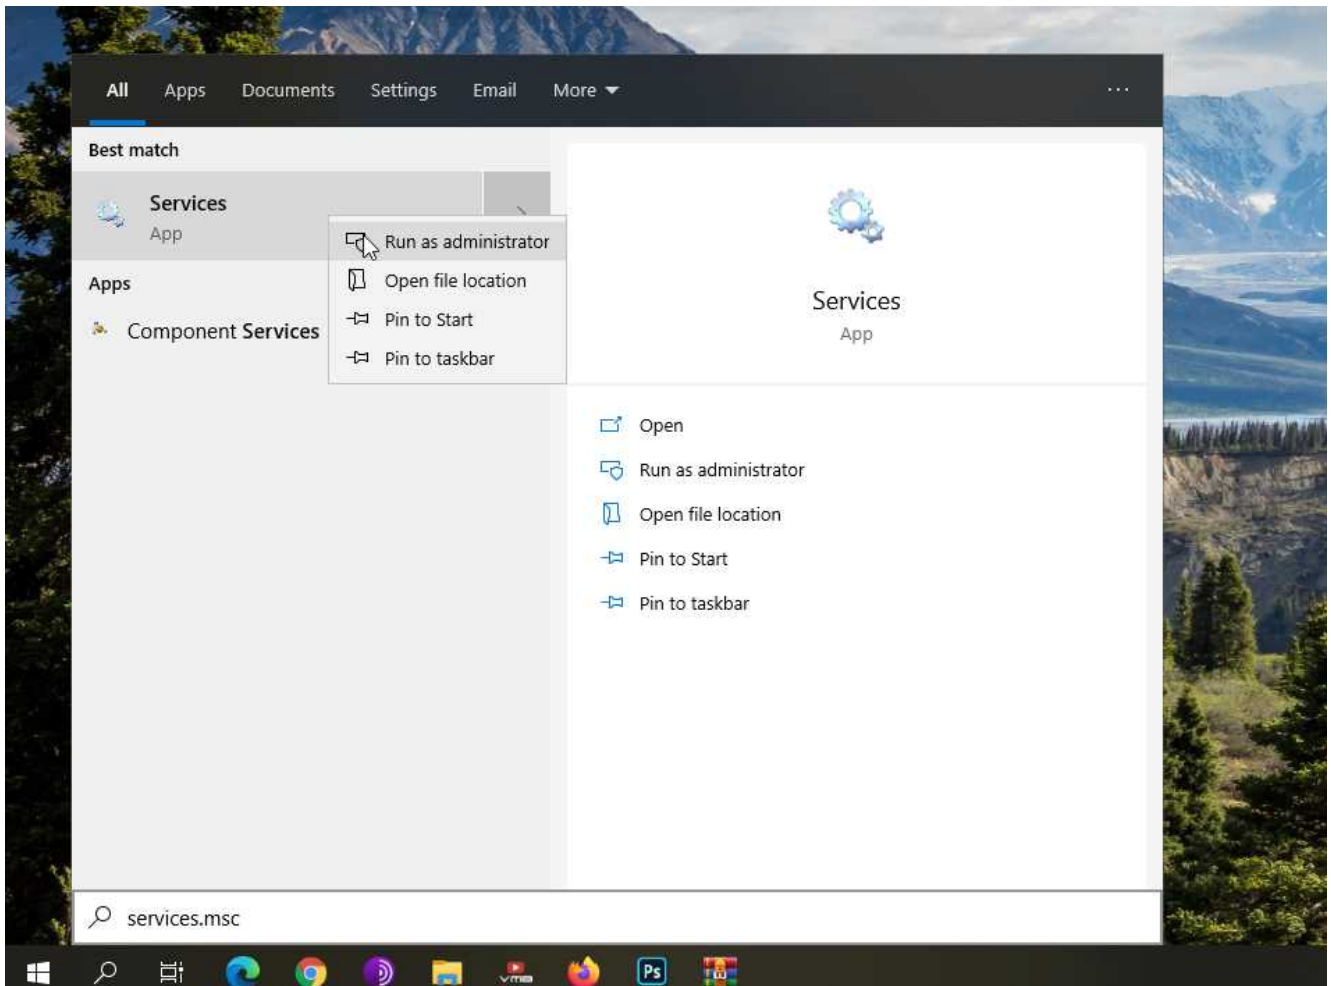 All Apps Documents Settings Email More ...
Best match
Services
App
Run as administrator
Open file location
Pin to Start
Pin to taskbar
Apps
Component Services
Services
App
Open
Run as administrator
Open file location
Pin to Start
Pin to taskbar
services.msc
Ps